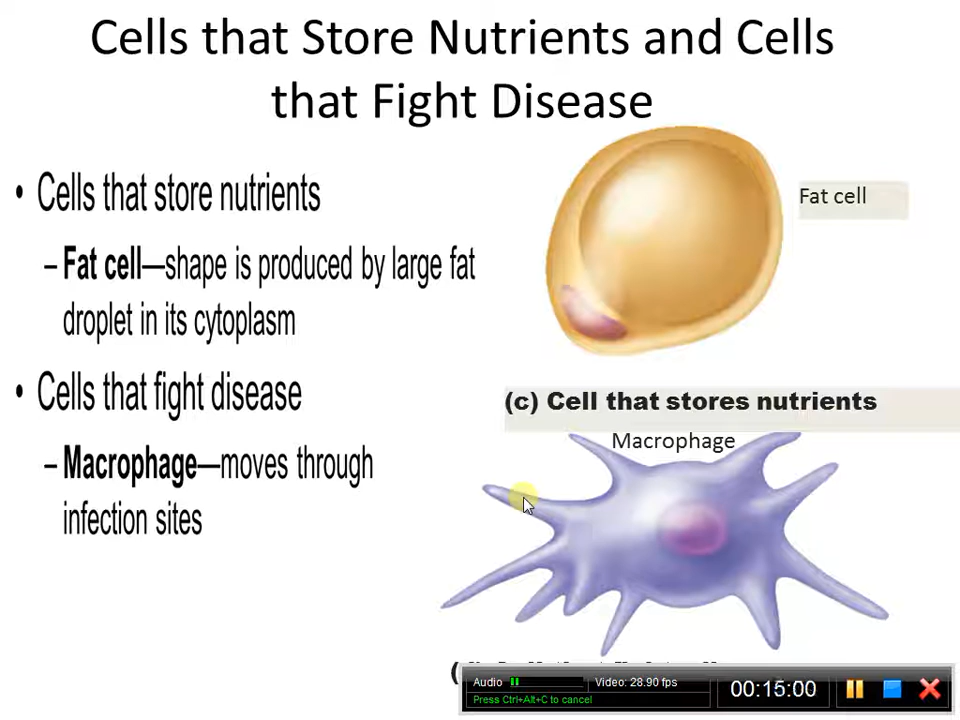 Cells that Store Nutrients and Cells
that Fight Disease
• Cells that store nutrients
– Fat cell—shape is produced by large fat
droplet in its cytoplasm
• Cells that fight disease
– Macrophage—moves through
infection sites
Fat cell
(c) Cell that stores nutrients
Macrophage
(
Audio
Video: 28.90 fps
Press Ctrl+Alt+C to cancel
00:15:00